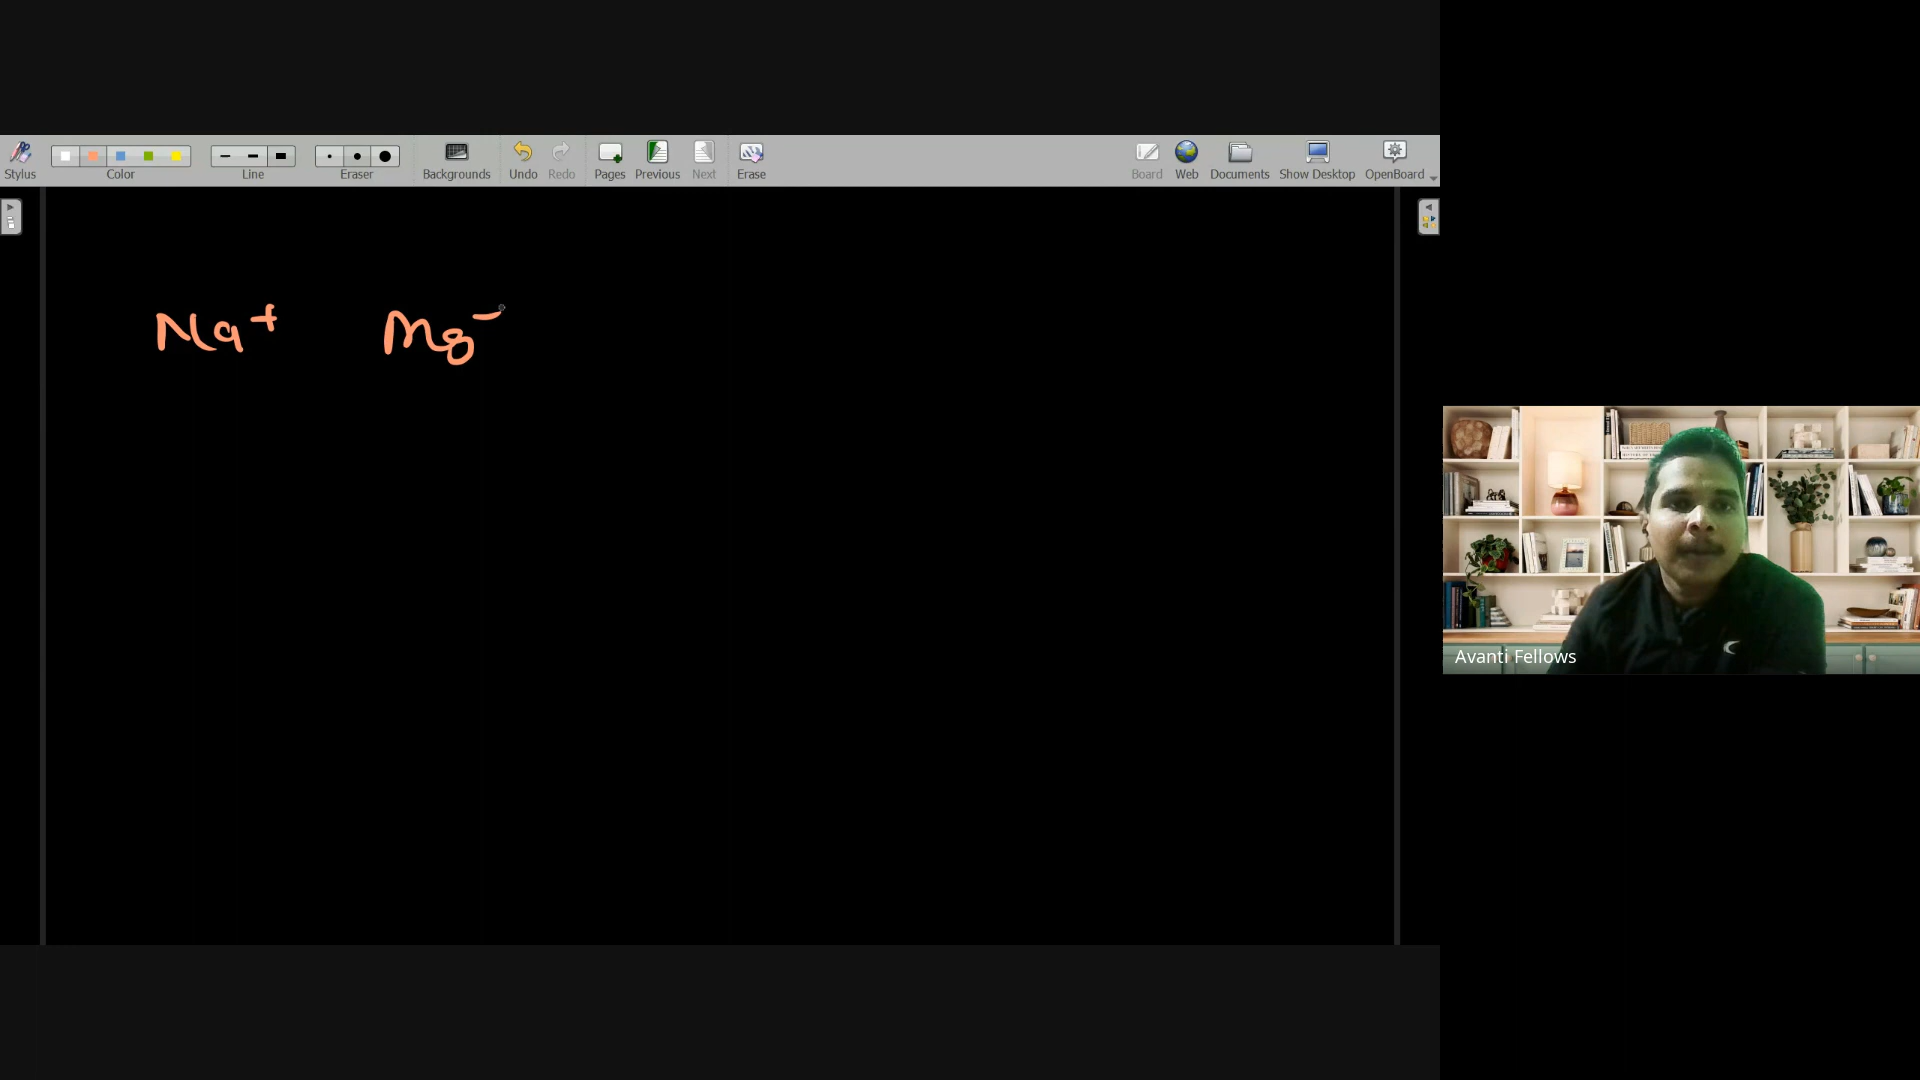 Stylus Color Line Eraser Backgrounds Undo Redo Pages Previous Next Erase Board Web Documents Show Desktop OpenBoard
Na⁺ Mg⁻
Avanti Fellows